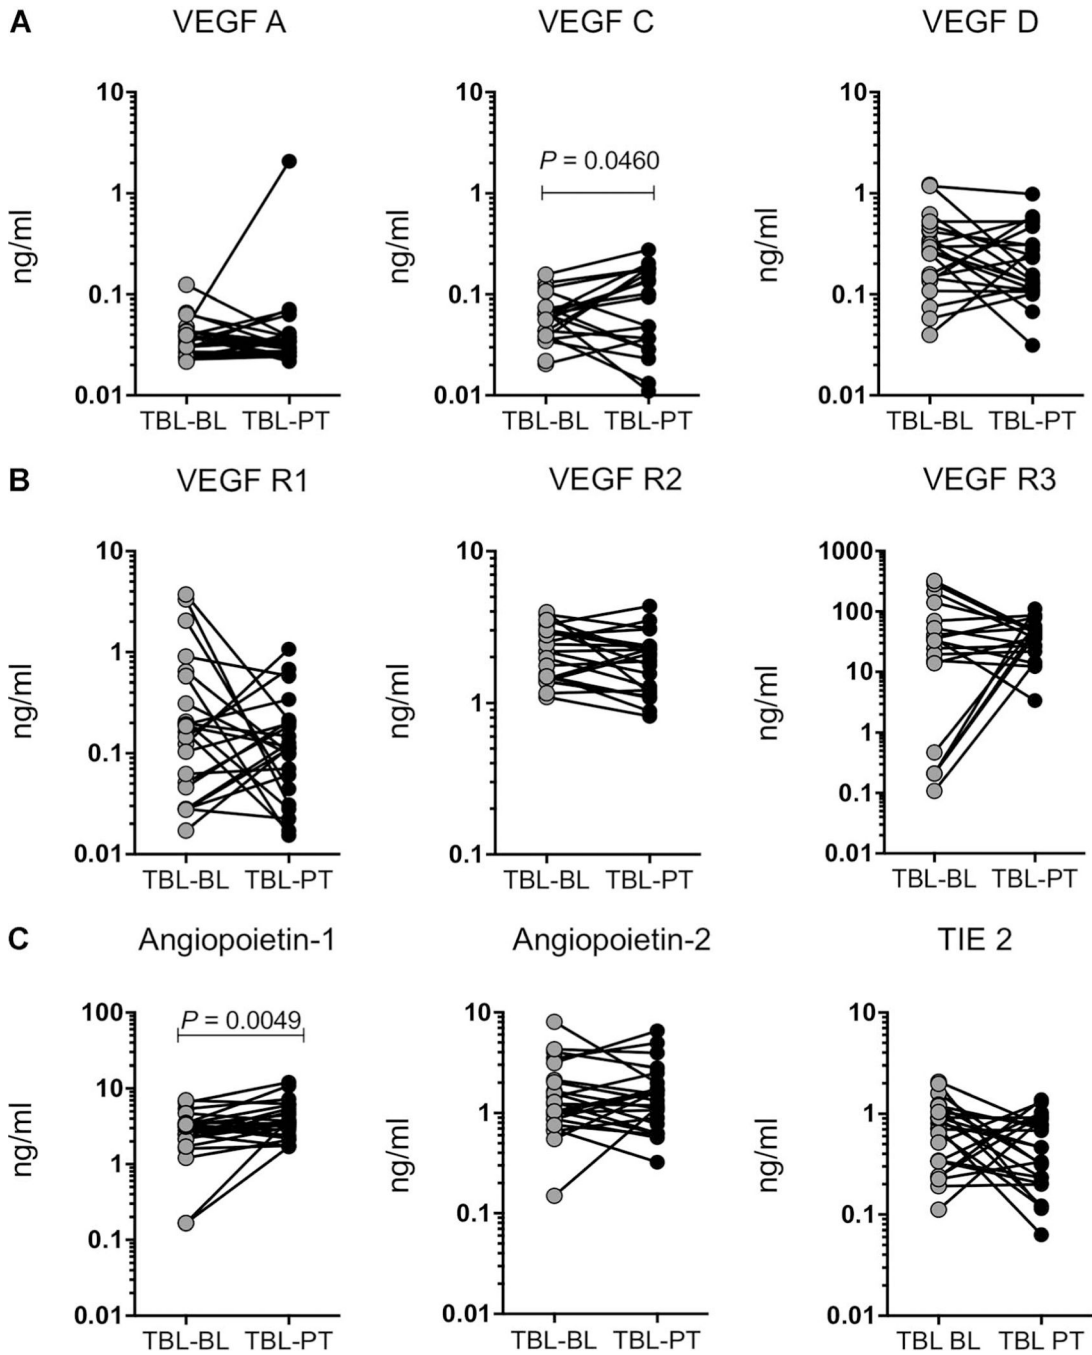 A VEGF A VEGF C VEGF D
10 10 10
P = 0.0460
1 1 1
ng/ml ng/ml ng/ml
0.1 0.1 0.1
0.01 0.01 0.01
TBL-BL TBL-PT TBL-BL TBL-PT TBL-BL TBL-PT
B VEGF R1 VEGF R2 VEGF R3
10 10 1000
100
1 10
ng/ml ng/ml ng/ml
1 1
0.1 0.1
0.01 0.1 0.01
TBL-BL TBL-PT TBL-BL TBL-PT TBL-BL TBL-PT
C Angiopoietin-1 Angiopoietin-2 TIE 2
100 P = 0.0049 10 10
10 1 1
ng/ml ng/ml ng/ml
1
0.1 0.1 0.1
0.01 0.01 0.01
TBL-BL TBL-PT TBL-BL TBL-PT TBL BL TBL PT